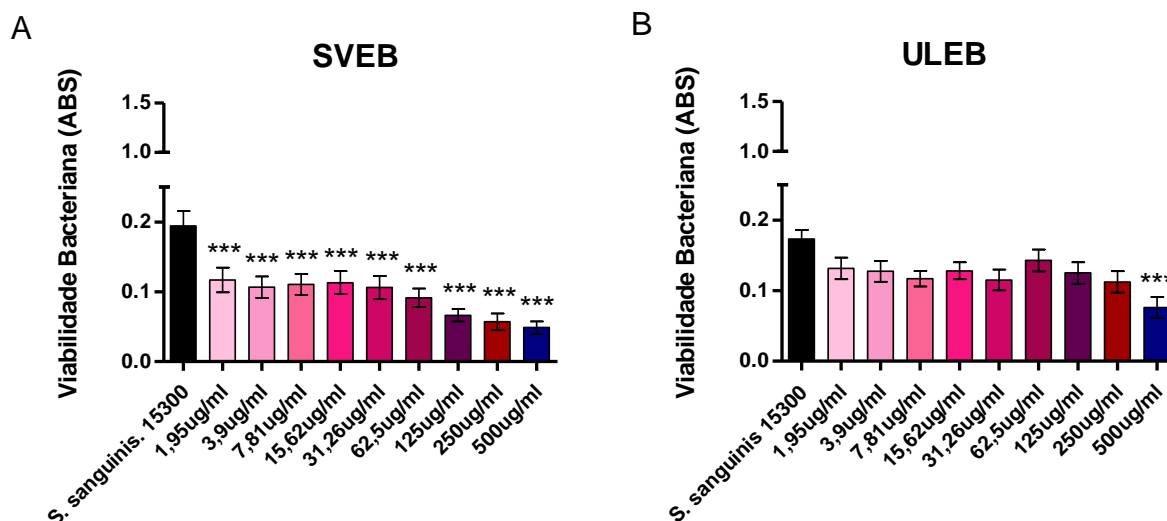 A
SVEB
Viabilidade Bacteriana (ABS)
1.5
1.0
0.2
0.1
0.0
***
***
***
***
***
***
***
***
***
S. sanguinis. 15300
1,95ug/ml
3,9ug/ml
7,81ug/ml
15,62ug/ml
31,26ug/ml
62,5ug/ml
125ug/ml
250ug/ml
500ug/ml
B
ULEB
Viabilidade Bacteriana (ABS)
1.5
1.0
0.2
0.1
0.0
***
S. sanguinis 15300
1,95ug/ml
3,9ug/ml
7,81ug/ml
15,62ug/ml
31,26ug/ml
62,5ug/ml
125ug/ml
250ug/ml
500ug/ml